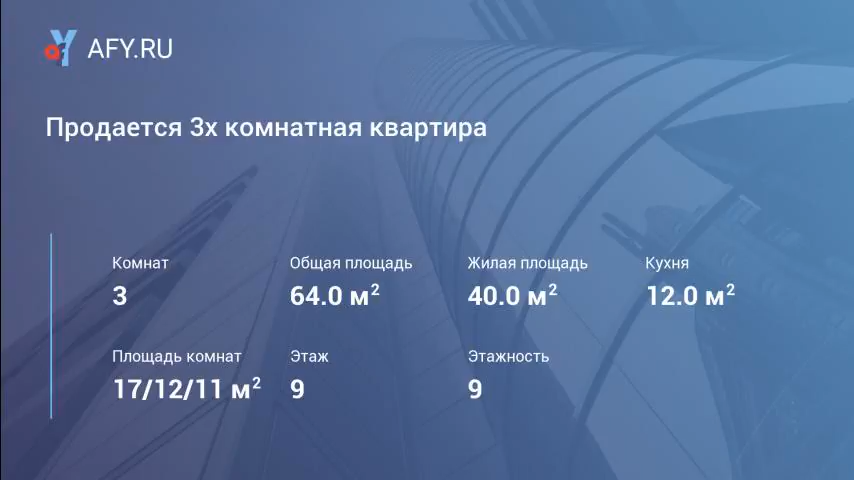 AFY.RU
Продается 3х комнатная квартира
Комнат
Общая площадь
Жилая площадь
Кухня
3
64.0 м²
40.0 м²
12.0 м²
Площадь комнат
Этаж
Этажность
17/12/11 м²
9
9